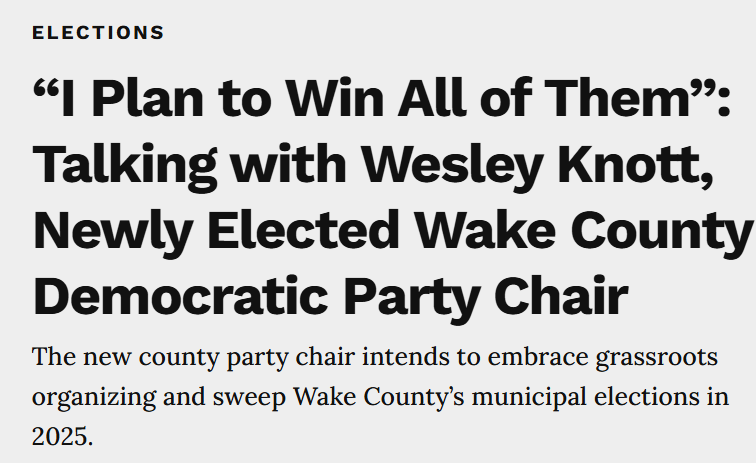 ELECTIONS
“I Plan to Win All of Them”:
Talking with Wesley Knott,
Newly Elected Wake County
Democratic Party Chair
The new county party chair intends to embrace grassroots
organizing and sweep Wake County’s municipal elections in
2025.